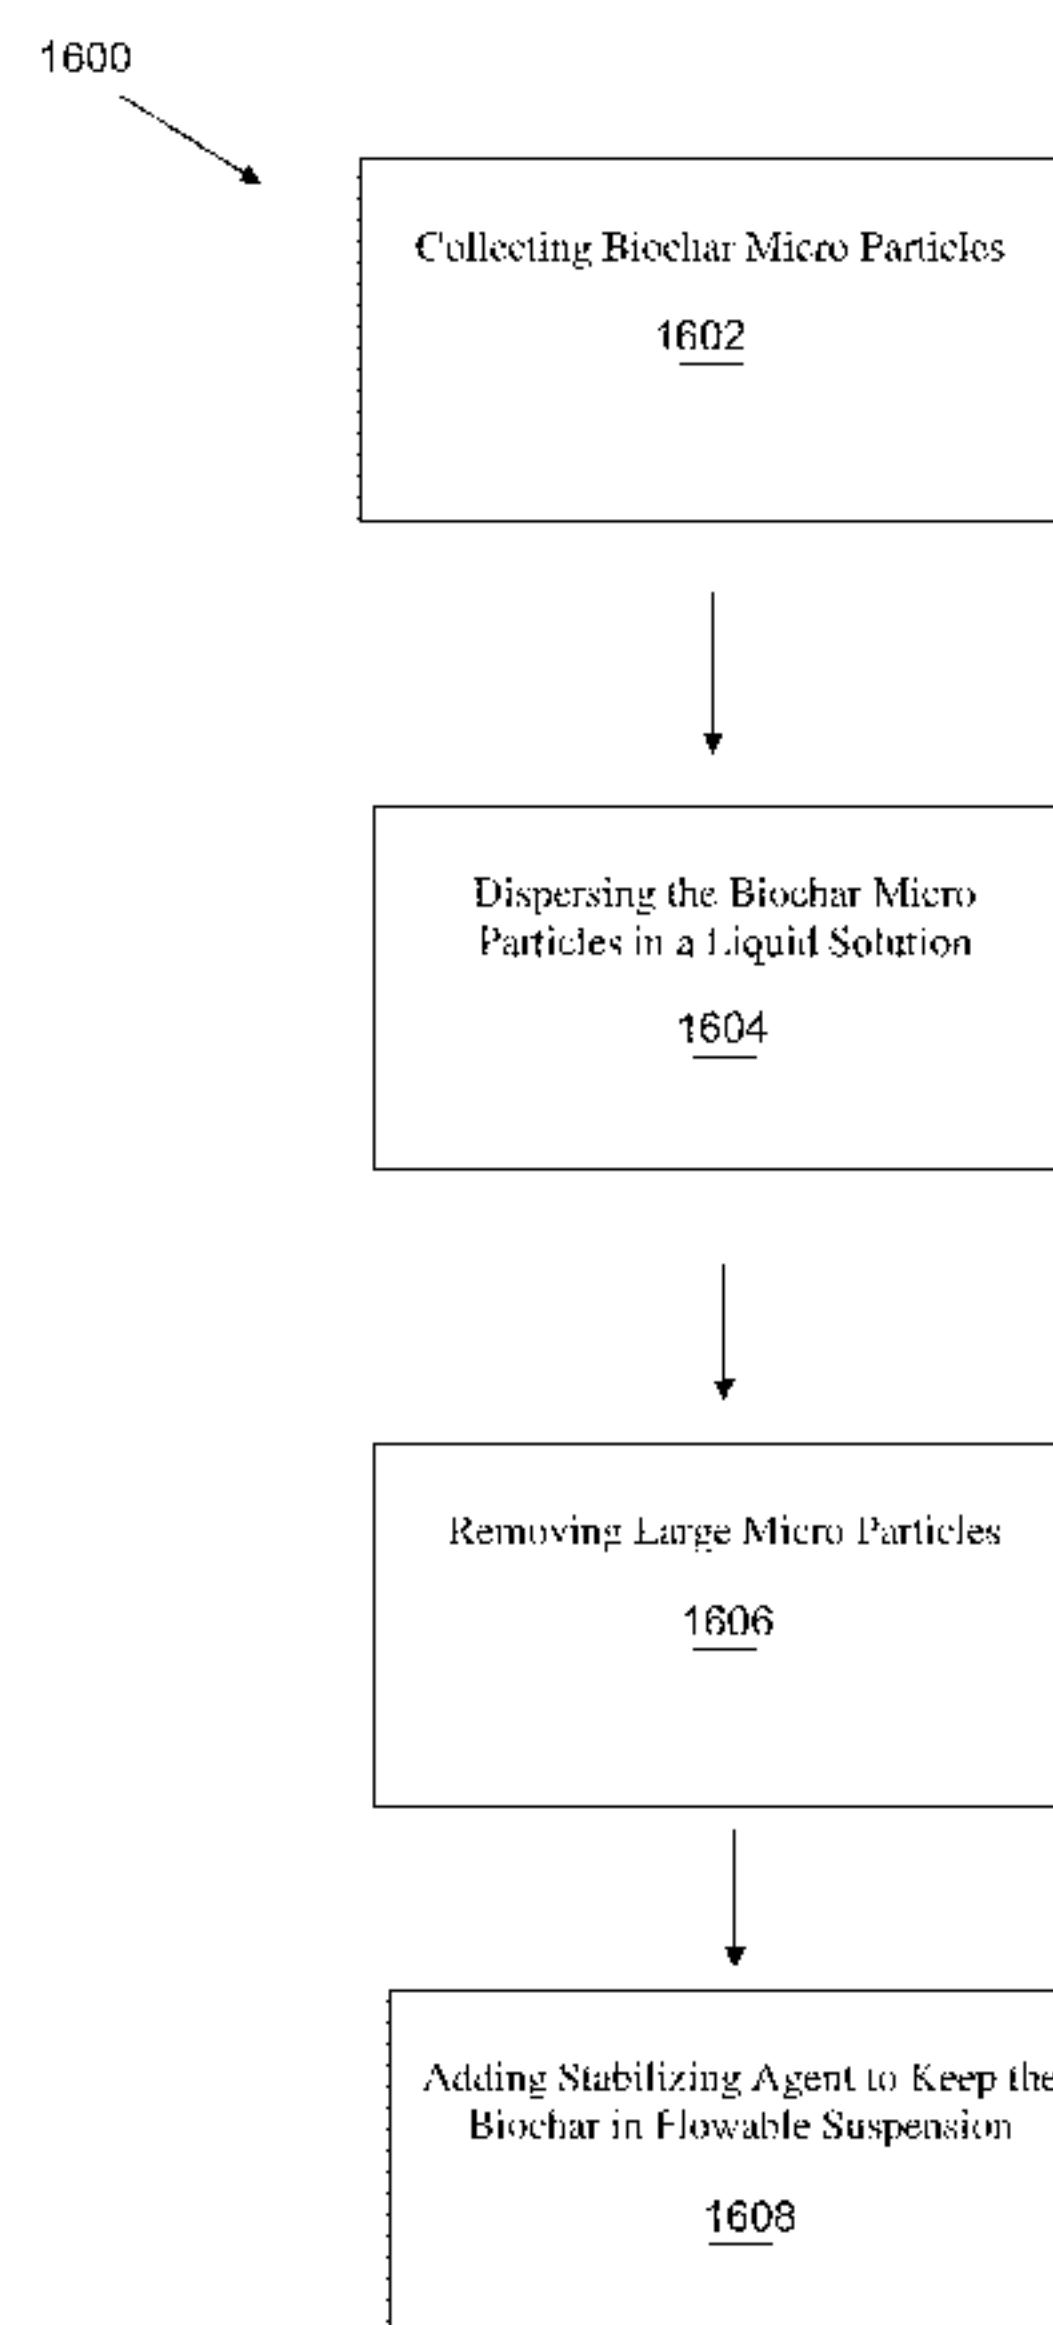 1600
Collecting Biochar Micro Particles
1602
Dispersing the Biochar Micro
Particles in a Liquid Solution
1604
Removing Large Micro Particles
1606
Adding Stabilizing Agent to Keep the
Biochar in Flowable Suspension
1608